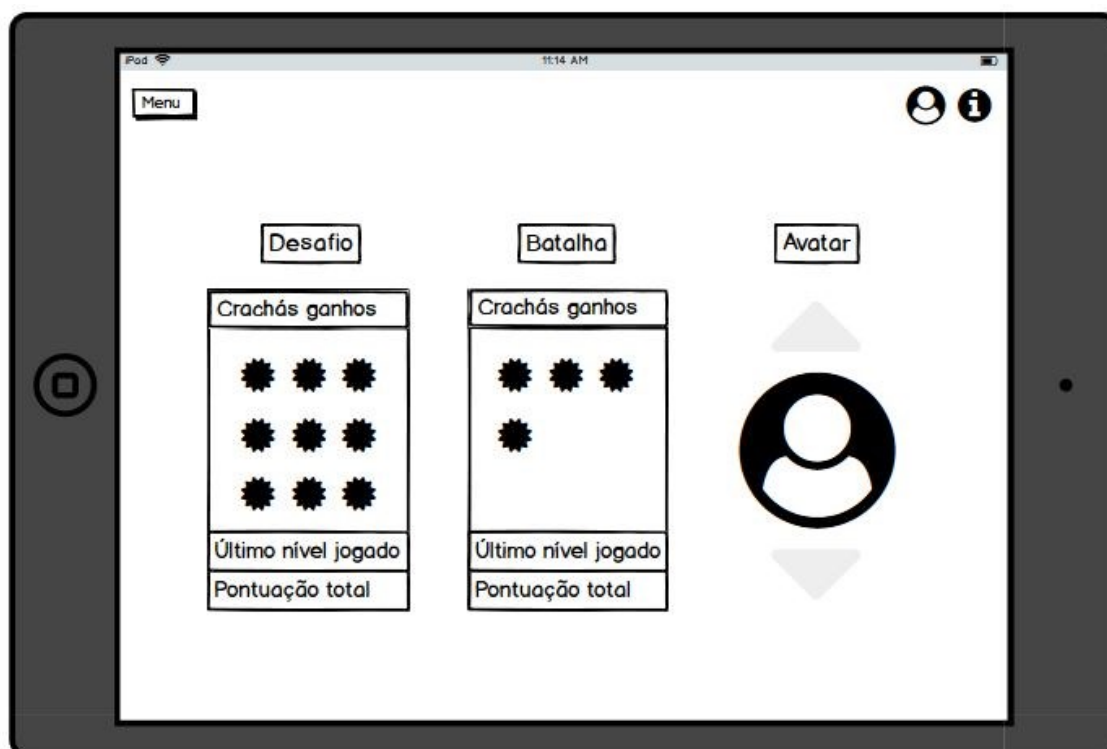 iPod
11:14 AM
Menu
Desafio
Batalha
Avatar
Crachás ganhos
Último nível jogado
Pontuação total
Crachás ganhos
Último nível jogado
Pontuação total